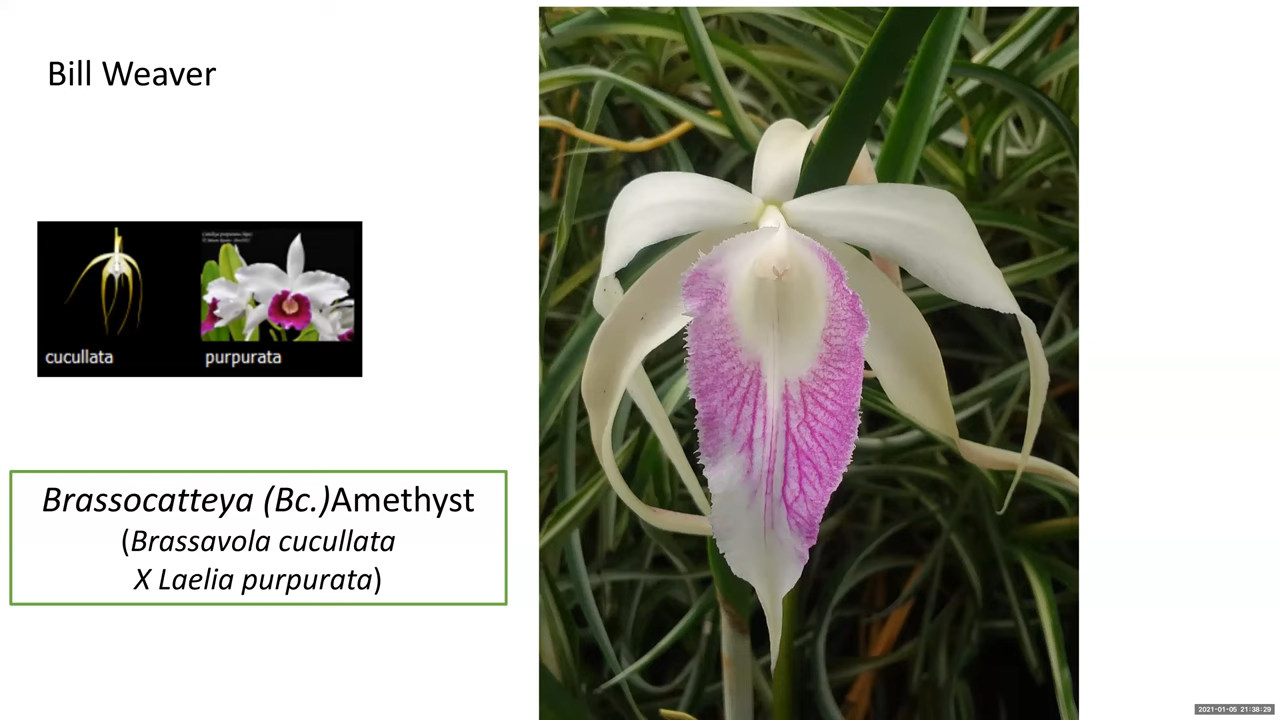 Bill Weaver
cucullata
purpurata
Brassocatteya (Bc.)Amethyst
(Brassavola cucullata
X Laelia purpurata)
2021-01-05 21:38:29